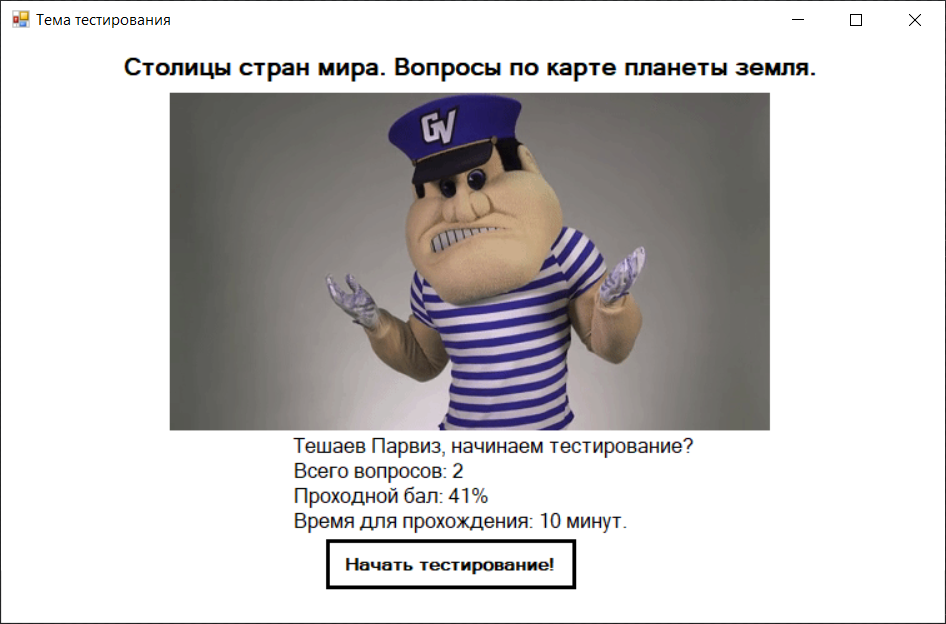 Тема тестирования
Столицы стран мира. Вопросы по карте планеты земля.
GV
Тешаев Парвиз, начинаем тестирование?
Всего вопросов: 2
Проходной бал: 41%
Время для прохождения: 10 минут.
Начать тестирование!